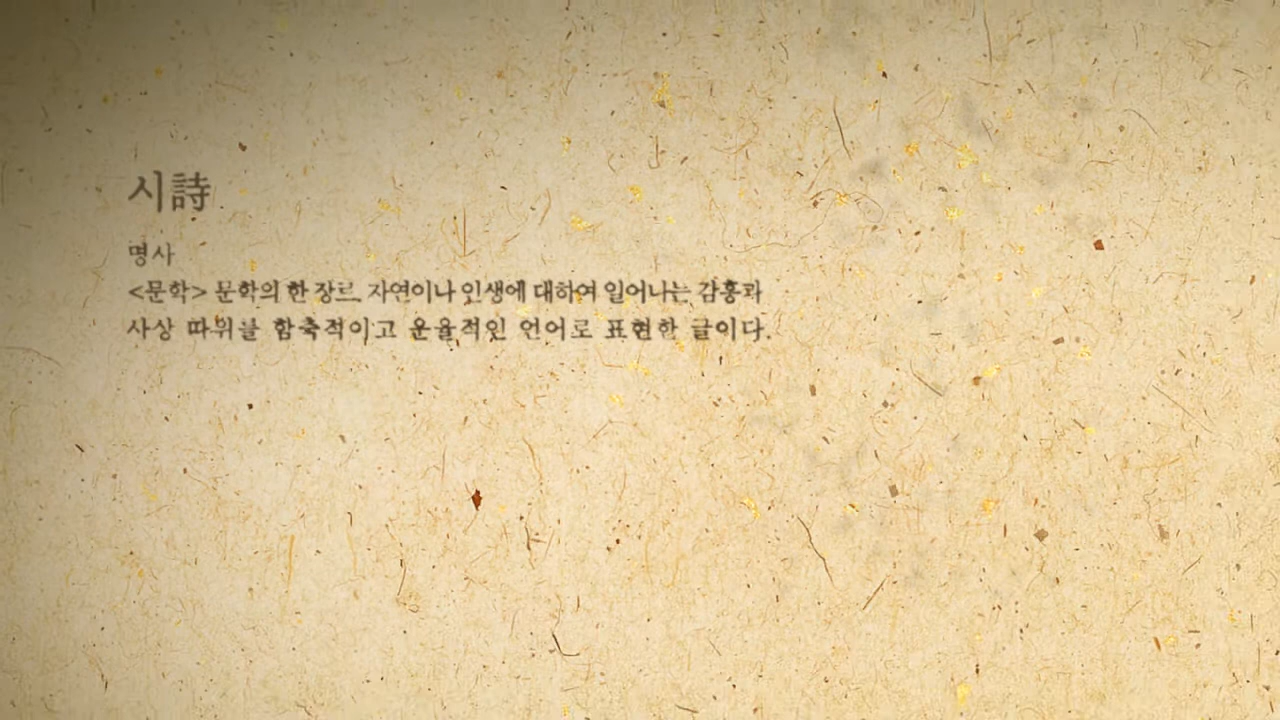 시詩
명사
<문학> 문학의 한 장르. 자연이나 인생에 대하여 일어나는 감흥과
사상 따위를 함축적이고 운율적인 언어로 표현한 글이다.